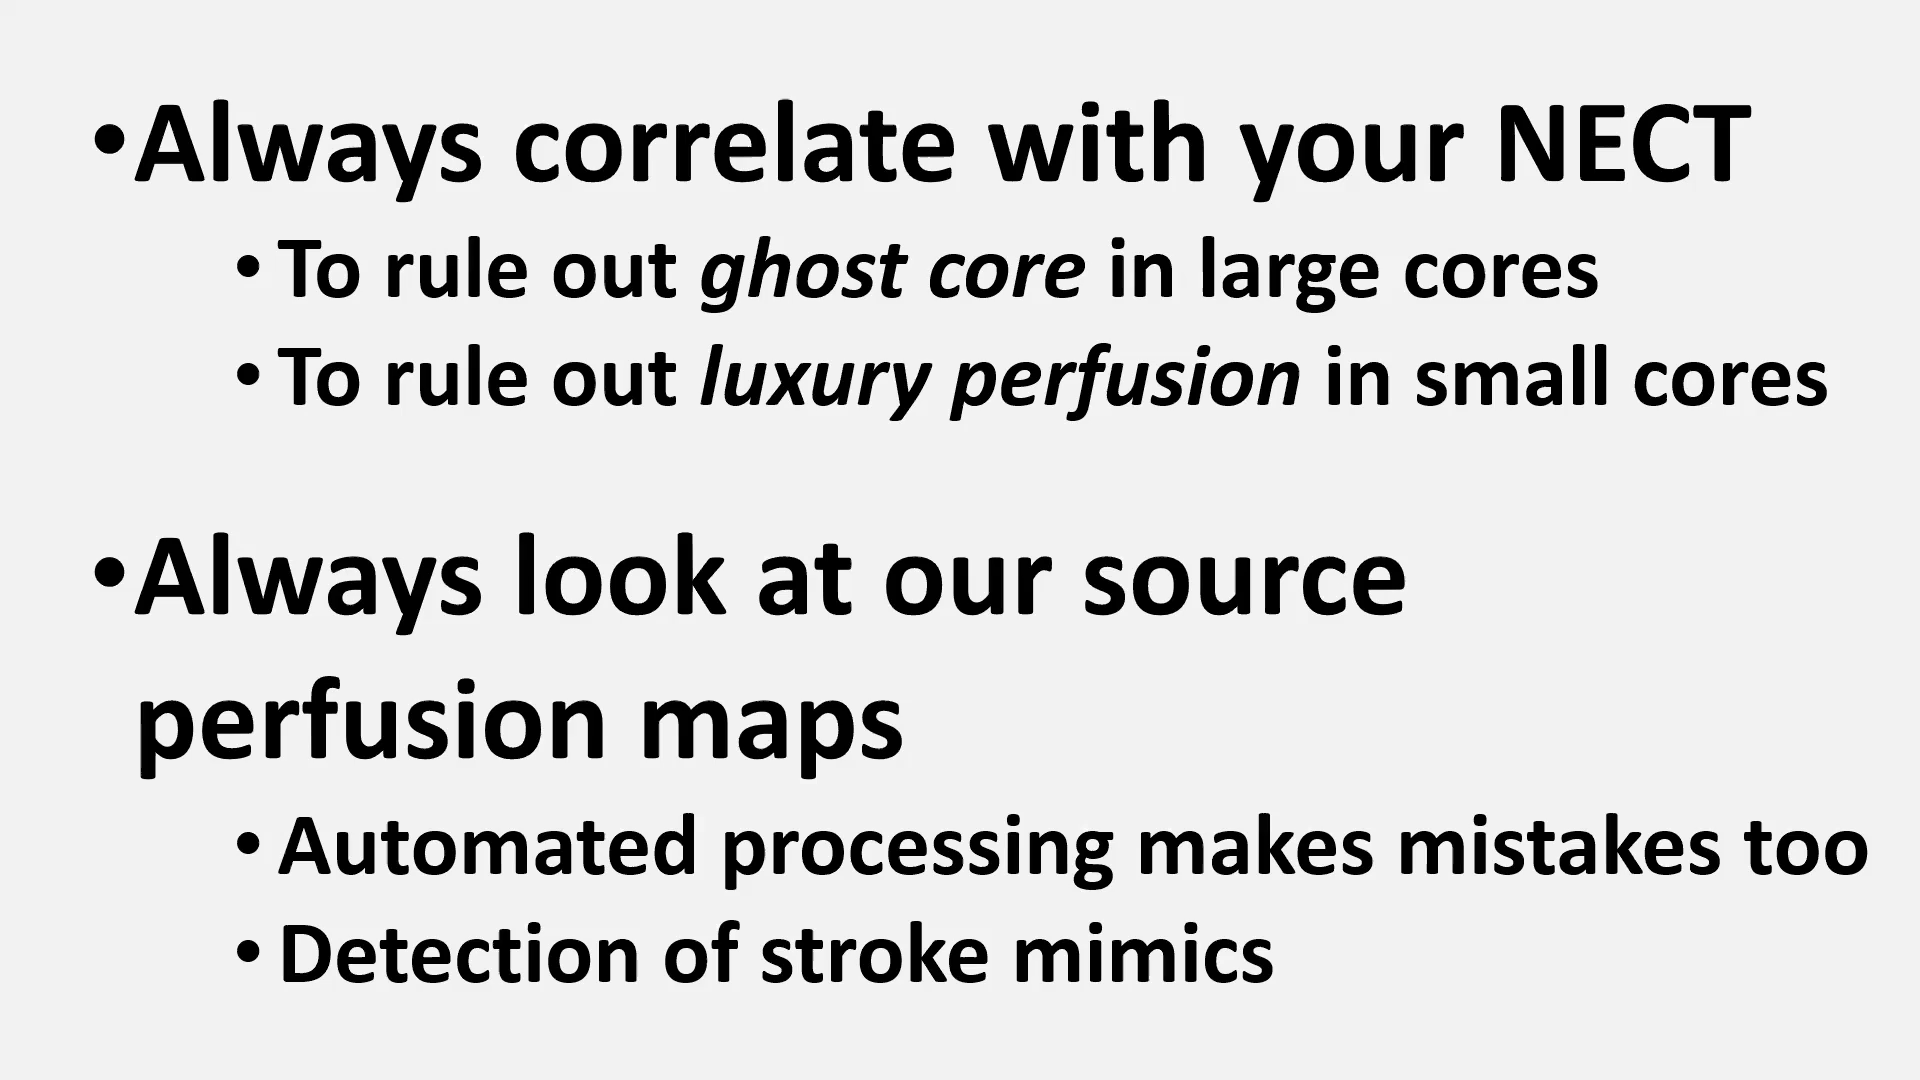 •Always correlate with your NECT
• To rule out ghost core in large cores
• To rule out luxury perfusion in small cores
•Always look at our source
perfusion maps
• Automated processing makes mistakes too
• Detection of stroke mimics